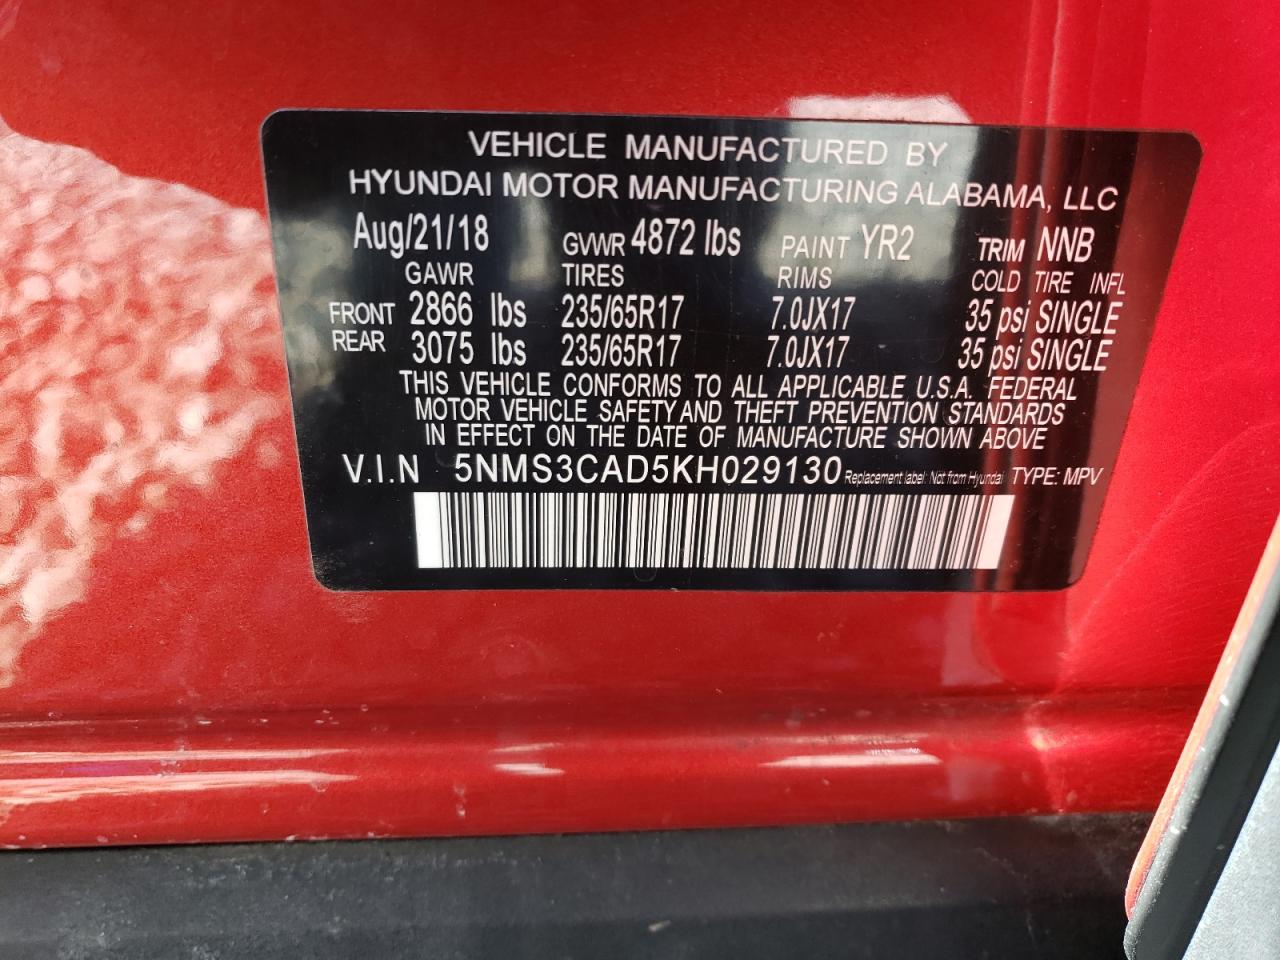 VEHICLE MANUFACTURED BY
HYUNDAI MOTOR MANUFACTURING ALABAMA, LLC
Aug/21/18 GVWR 4872 lbs PAINT YR2 TRIM NNB
GAWR TIRES RIMS COLD TIRE INFL
FRONT 2866 lbs 235/65R17 7.0JX17 35 psi SINGLE
REAR 3075 lbs 235/65R17 7.0JX17 35 psi SINGLE
THIS VEHICLE CONFORMS TO ALL APPLICABLE U.S.A. FEDERAL
MOTOR VEHICLE SAFETY AND THEFT PREVENTION STANDARDS
IN EFFECT ON THE DATE OF MANUFACTURE SHOWN ABOVE
V.I.N 5NMS3CAD5KH029130 Replacement label: Not from Hyundai TYPE: MPV